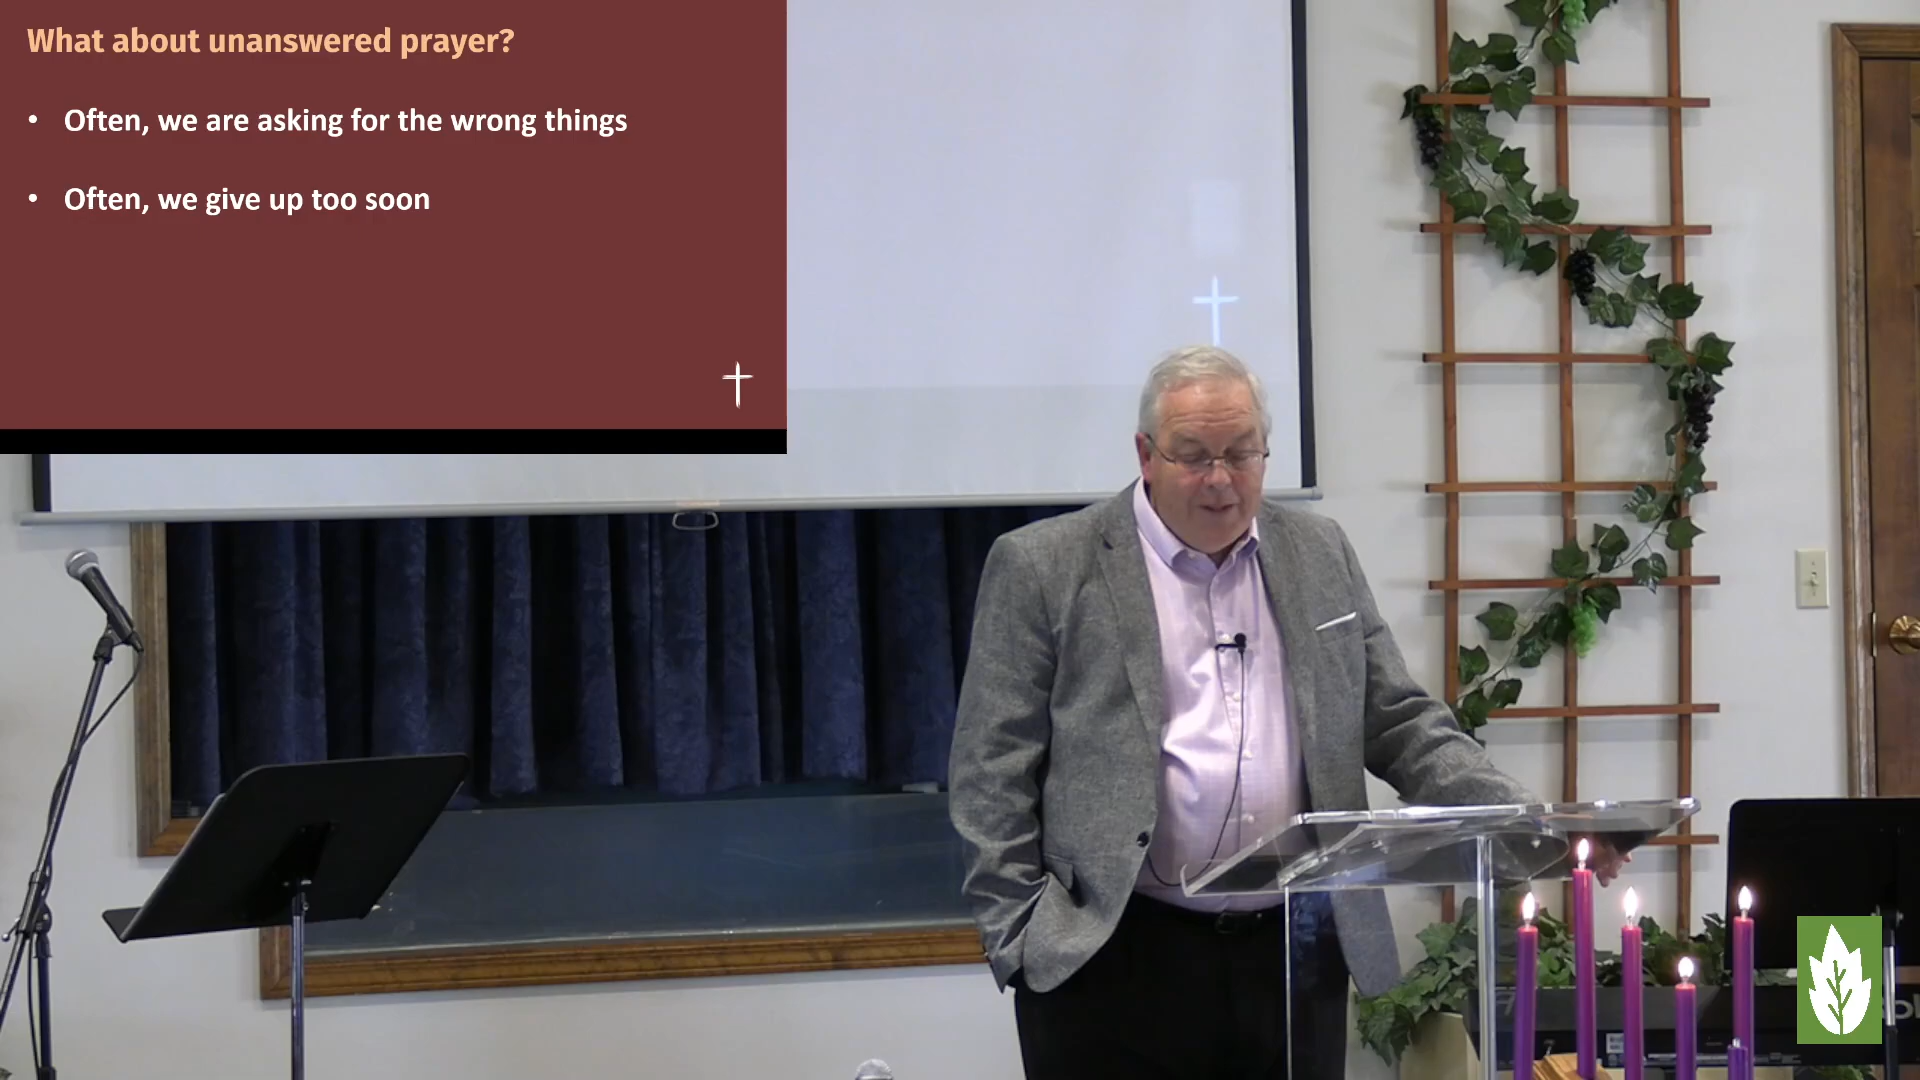 What about unanswered prayer?
• Often, we are asking for the wrong things
• Often, we give up too soon